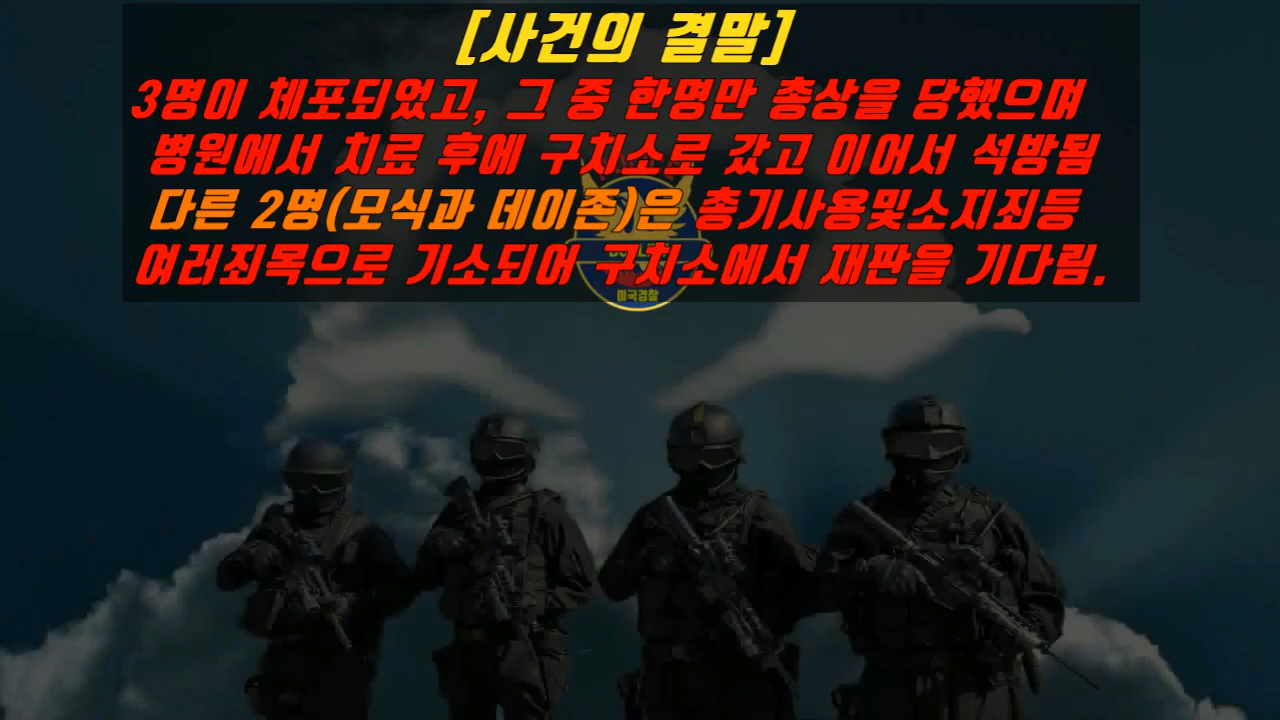 [사건의 결말]
3명이 체포되었고, 그 중 한명만 총상을 당했으며
병원에서 치료 후에 구치소로 갔고 이어서 석방됨
다른 2명(모식과 데이존)은 총기사용및소지죄등
여러죄목으로 기소되어 구치소에서 재판을 기다림.
미국경찰